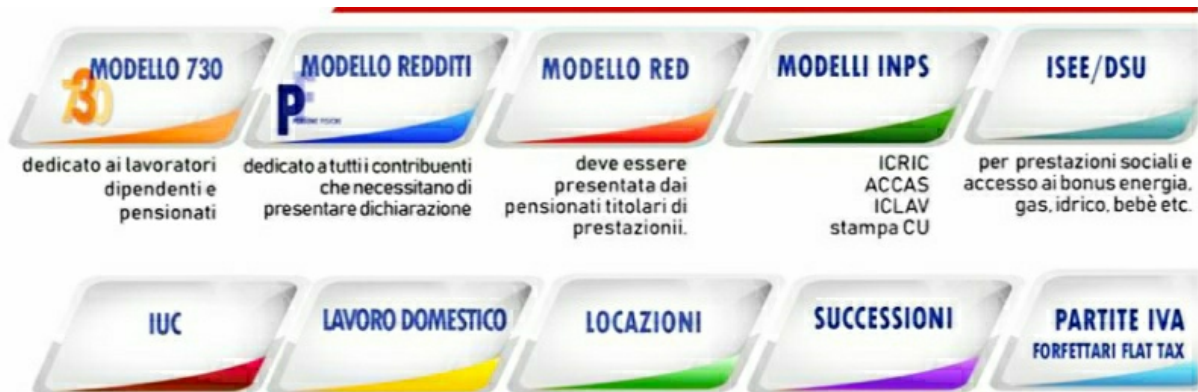 MODELLO 730
730
dedicato ai lavoratori
dipendenti e
pensionati
MODELLO REDDITI
PF
PERSONE FISICHE
dedicato a tutti i contribuenti
che necessitano di
presentare dichiarazione
MODELLO RED
deve essere
presentata dai
pensionati titolari di
prestazionii.
MODELLI INPS
ICRIC
ACCAS
ICLAV
stampa CU
ISEE/DSU
per prestazioni sociali e
accesso ai bonus energia,
gas, idrico, bebè etc.
IUC
LAVORO DOMESTICO
LOCAZIONI
SUCCESSIONI
PARTITE IVA
FORFETTARI FLAT TAX